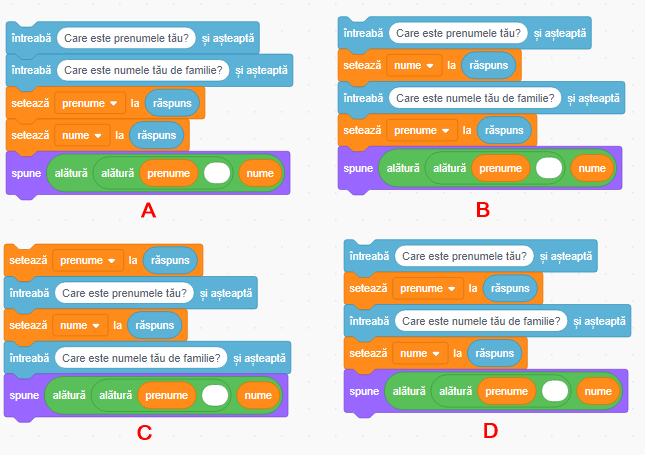 întreabă Care este prenumele tău? și așteaptă
întreabă Care este numele tău de familie? și așteaptă
setează prenume la răspuns
setează nume la răspuns
spune alătură alătură prenume nume
A
întreabă Care este prenumele tău? și așteaptă
setează nume la răspuns
întreabă Care este numele tău de familie? și așteaptă
setează prenume la răspuns
spune alătură alătură prenume nume
B
setează prenume la răspuns
întreabă Care este prenumele tău? și așteaptă
setează nume la răspuns
întreabă Care este numele tău de familie? și așteaptă
spune alătură alătură prenume nume
C
întreabă Care este prenumele tău? și așteaptă
setează prenume la răspuns
întreabă Care este numele tău de familie? și așteaptă
setează nume la răspuns
spune alătură alătură prenume nume
D